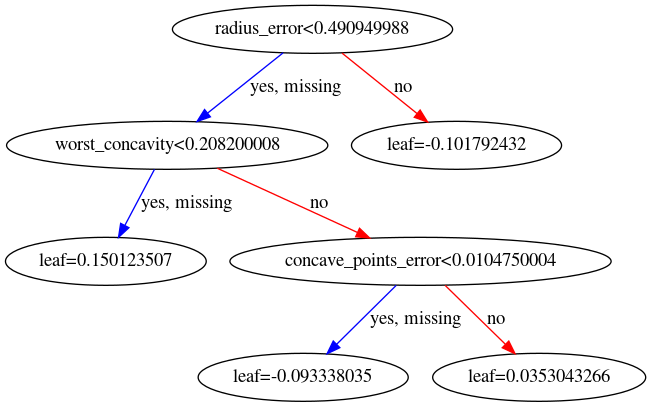 radius_error<0.490949988
yes, missing
no
worst_concavity<0.208200008
leaf=-0.101792432
yes, missing
no
leaf=0.150123507
concave_points_error<0.0104750004
yes, missing
no
leaf=-0.093338035
leaf=0.0353043266